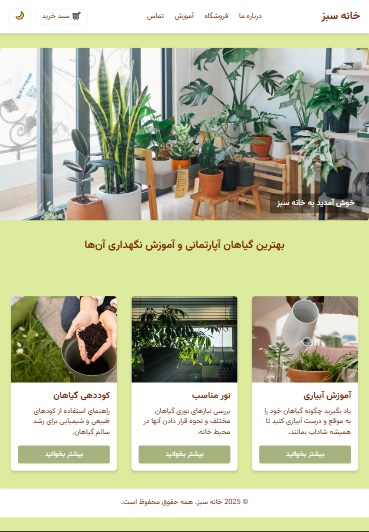 خانه سبز
درباره ما
فروشگاه
آموزش
تماس
سبد خرید
خوش آمدید به خانه سبز
بهترین گیاهان آپارتمانی و آموزش نگهداری آن‌ها
آموزش آبیاری
یاد بگیرید چگونه گیاهان خود را
به موقع و درست آبیاری کنید تا
همیشه شاداب بمانند.
بیشتر بخوانید
نور مناسب
بررسی نیازهای نوری گیاهان
مختلف و نحوه قرار دادن آنها در
محیط خانه.
بیشتر بخوانید
کوددهی گیاهان
راهنمای استفاده از کودهای
طبیعی و شیمیایی برای رشد
سالم گیاهان.
بیشتر بخوانید
© 2025 خانه سبز. همه حقوق محفوظ است.